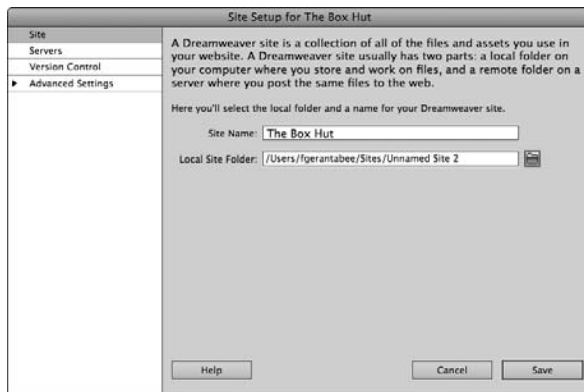 Site Setup for The Box Hut
Site
Servers
Version Control
Advanced Settings
A Dreamweaver site is a collection of all of the files and assets you use in
your website. A Dreamweaver site usually has two parts: a local folder on
your computer where you store and work on files, and a remote folder on a
server where you post the same files to the web.
Here you'll select the local folder and a name for your Dreamweaver site.
Site Name: The Box Hut
Local Site Folder: /Users/fgerantabee/Sites/Unnamed Site 2
Help
Cancel
Save